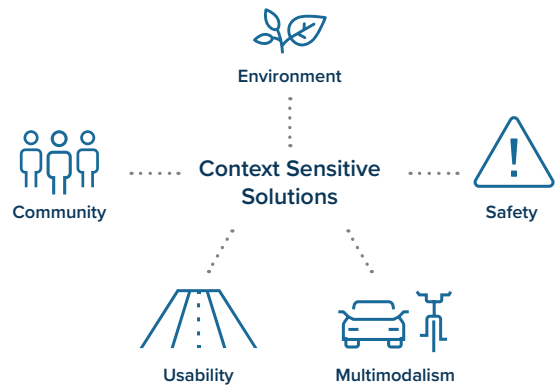 Environment
Community
Context Sensitive
Solutions
Safety
Usability
Multimodalism